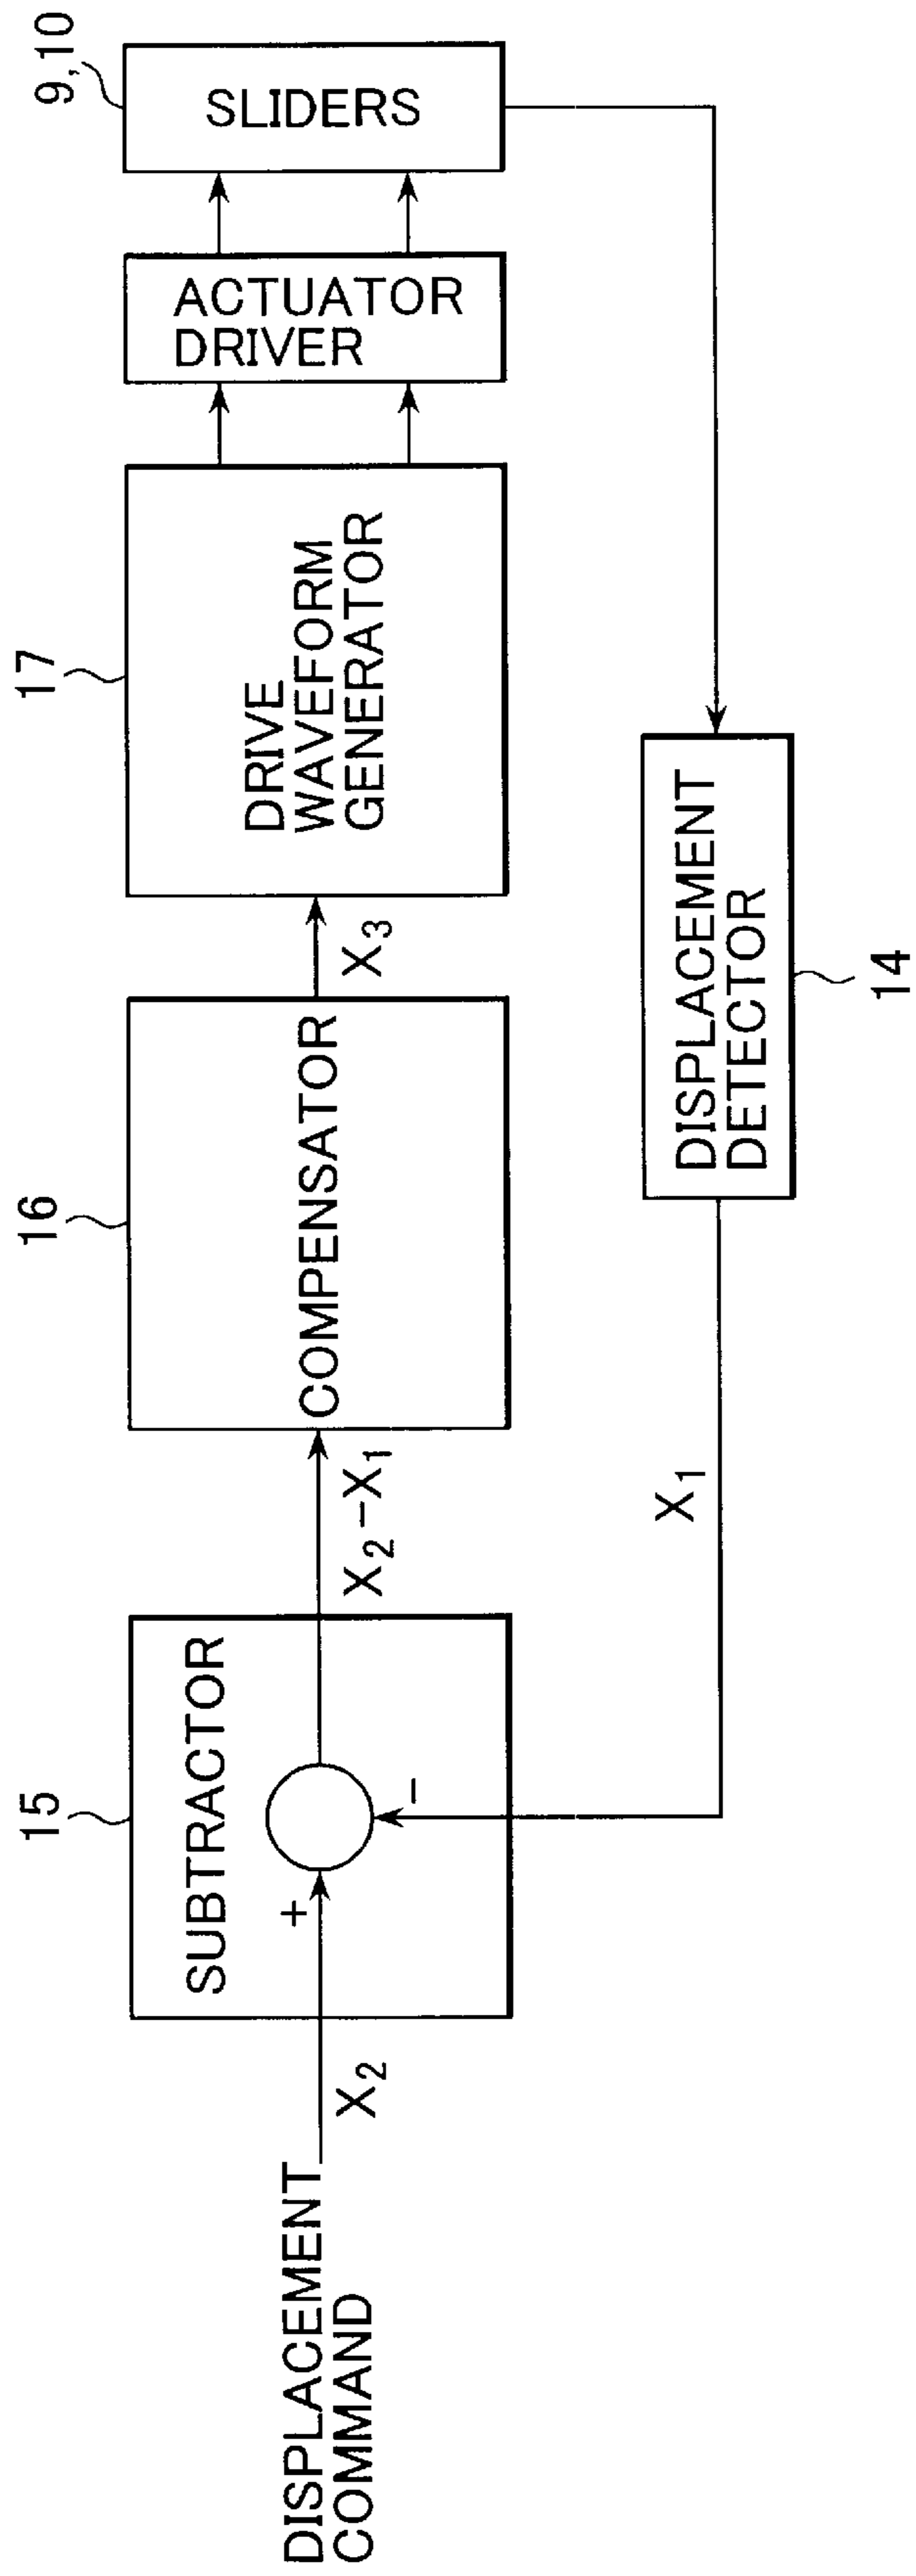 DISPLACEMENT
COMMAND
X2
15
SUBTRACTOR
+
−
X2−X1
16
COMPENSATOR
X3
17
DRIVE
WAVEFORM
GENERATOR
ACTUATOR
DRIVER
9, 10
SLIDERS
X1
DISPLACEMENT
DETECTOR
14